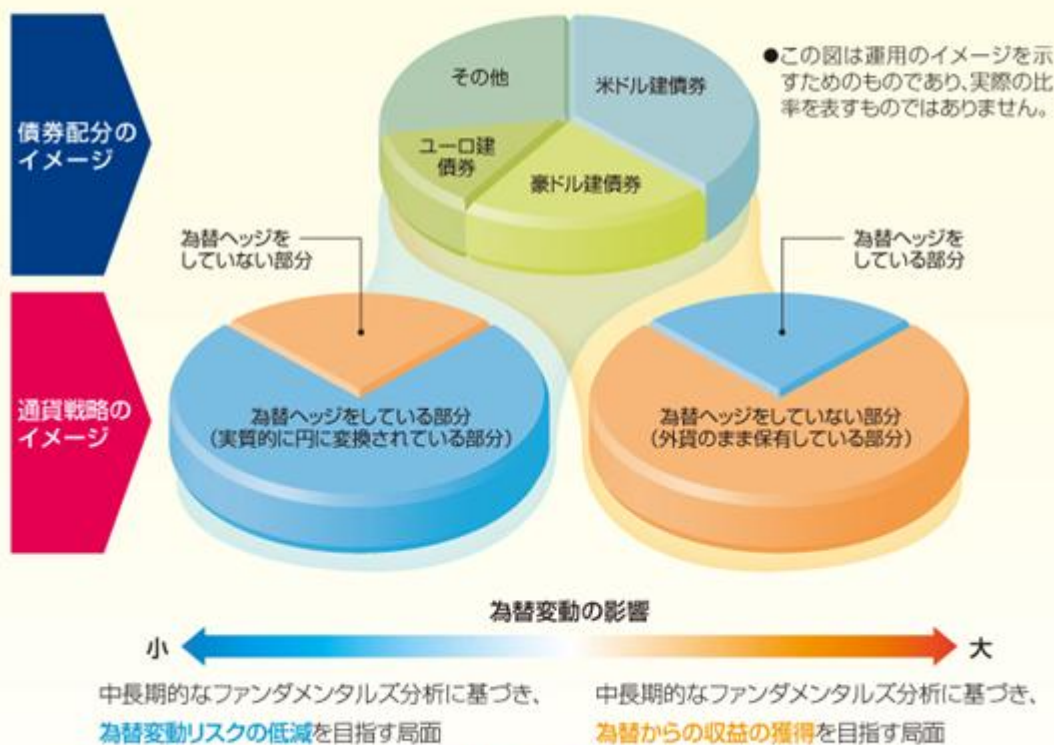 債券配分の
イメージ
その他
米ドル建債券
ユーロ建
債券
豪ドル建債券
●この図は運用のイメージを示
すためのものであり、実際の比
率を表すものではありません。
為替ヘッジを
していない部分
為替ヘッジを
している部分
通貨戦略の
イメージ
為替ヘッジをしている部分
(実質的に円に変換されている部分)
為替ヘッジをしていない部分
(外貨のまま保有している部分)
為替変動の影響
小
大
中長期的なファンダメンタルズ分析に基づき、
為替変動リスクの低減を目指す局面
中長期的なファンダメンタルズ分析に基づき、
為替からの収益の獲得を目指す局面